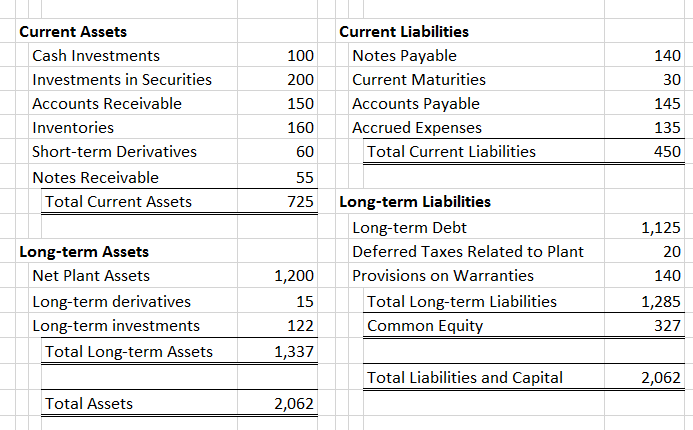 Current Assets
Cash Investments 100
Investments in Securities 200
Accounts Receivable 150
Inventories 160
Short-term Derivatives 60
Notes Receivable 55
Total Current Assets 725
Long-term Assets
Net Plant Assets 1,200
Long-term derivatives 15
Long-term investments 122
Total Long-term Assets 1,337
Total Assets 2,062
Current Liabilities
Notes Payable 140
Current Maturities 30
Accounts Payable 145
Accrued Expenses 135
Total Current Liabilities 450
Long-term Liabilities
Long-term Debt 1,125
Deferred Taxes Related to Plant 20
Provisions on Warranties 140
Total Long-term Liabilities 1,285
Common Equity 327
Total Liabilities and Capital 2,062